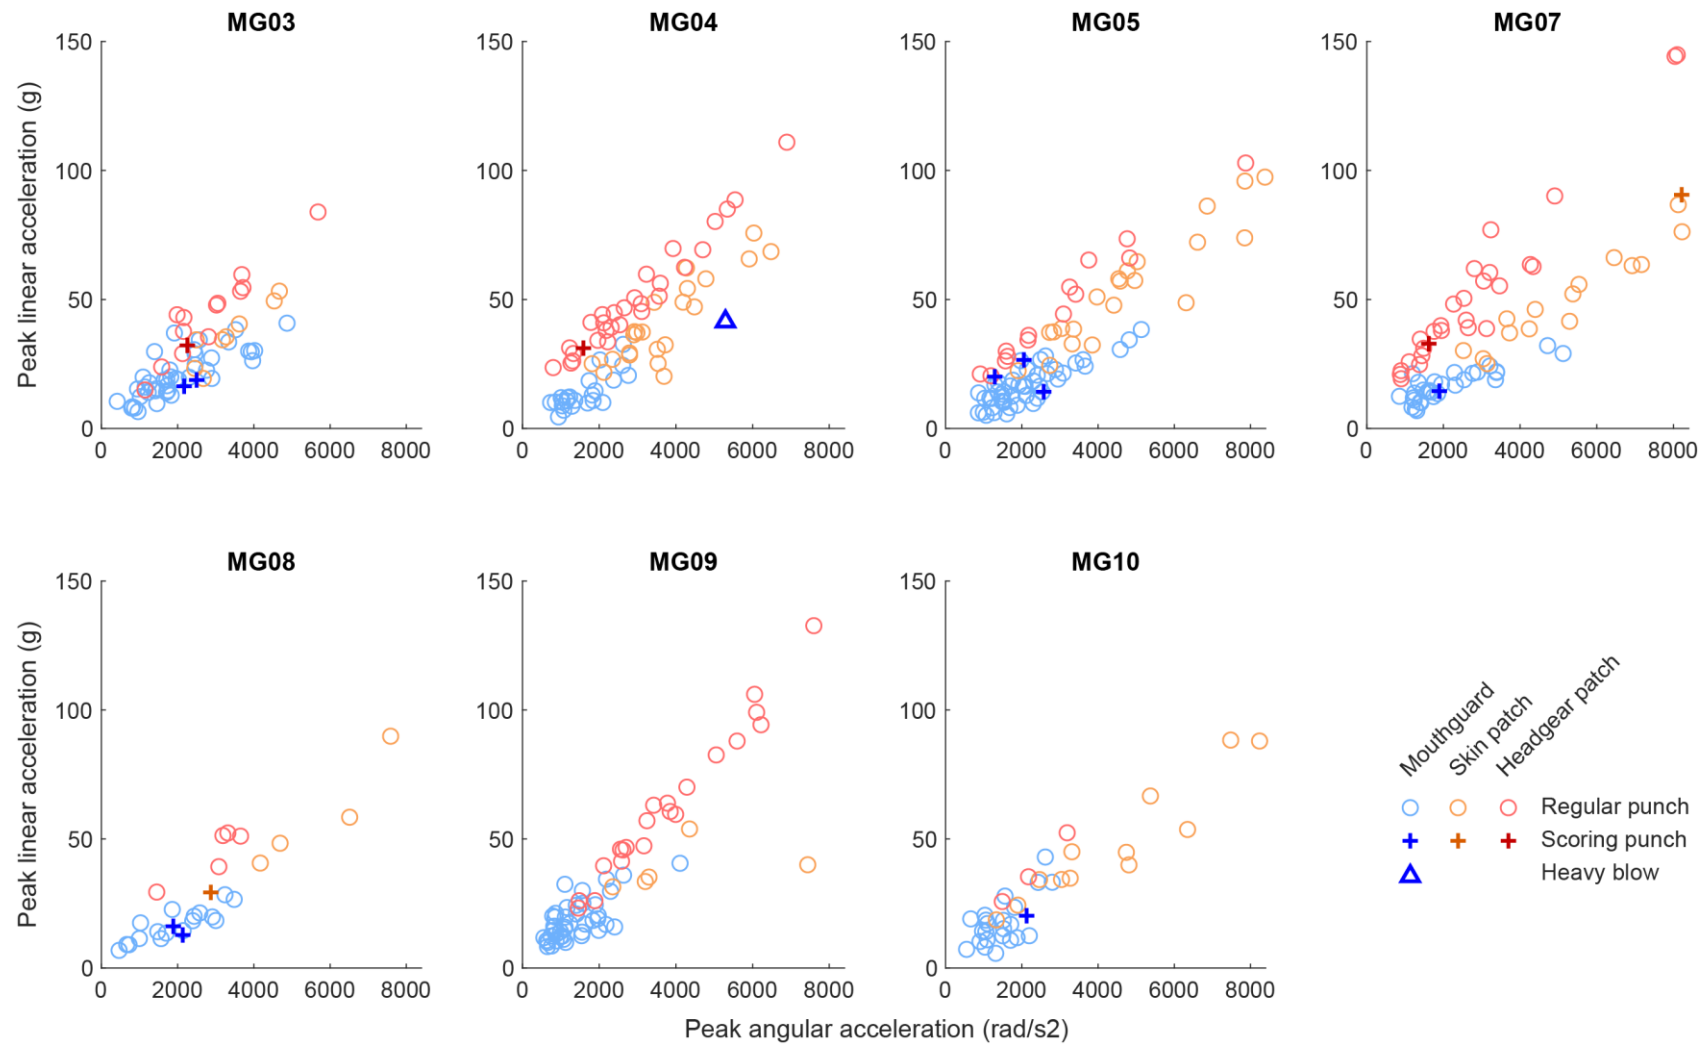 MG03
MG04
MG05
MG07
Peak linear acceleration (g)
150
100
50
0
0 2000 4000 6000 8000
150
100
50
0
0 2000 4000 6000 8000
150
100
50
0
0 2000 4000 6000 8000
150
100
50
0
0 2000 4000 6000 8000
MG08
MG09
MG10
Peak linear acceleration (g)
150
100
50
0
0 2000 4000 6000 8000
150
100
50
0
0 2000 4000 6000 8000
150
100
50
0
0 2000 4000 6000 8000
Peak angular acceleration (rad/s2)
Mouthguard
Skin patch
Headgear patch
Regular punch
Scoring punch
Heavy blow